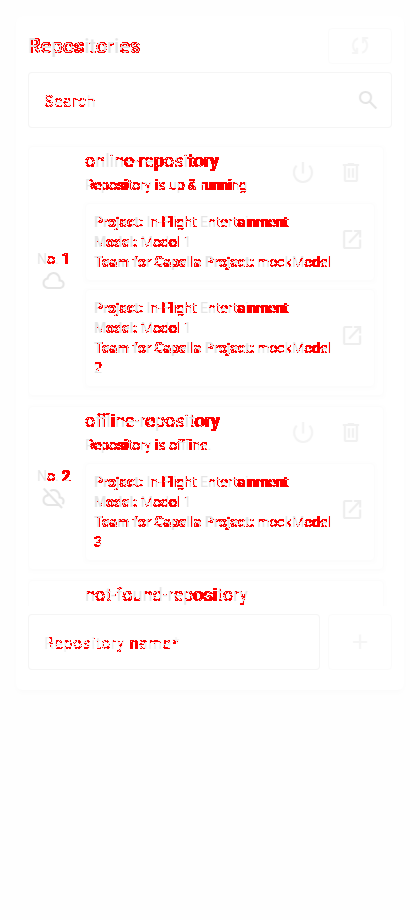 Repositories
Search
online-repository
Repository is up & running
No. 1
Project: In-Flight Entertainment
Mosaic Model 1
Team for Capella Project: mockModel
Project: In-Flight Entertainment
Mosaic Model 1
Team for Capella Project: mockModel
2
offline-repository
Repository is offline
No. 2
Project: In-Flight Entertainment
Mosaic Model 1
Team for Capella Project: mockModel
3
not-found-repository
Repository name